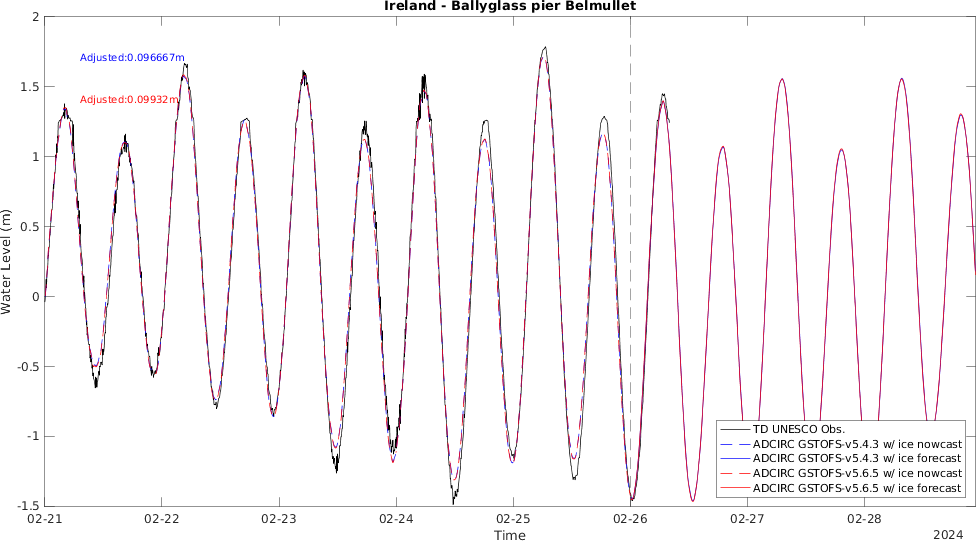 Ireland - Ballyglass pier Belmullet
Adjusted:0.096667m
Adjusted:0.09932m
Water Level (m)
2
1.5
1
0.5
0
-0.5
-1
-1.5
TD UNESCO Obs.
ADCIRC GSTOFS-v5.4.3 w/ ice nowcast
ADCIRC GSTOFS-v5.4.3 w/ ice forecast
ADCIRC GSTOFS-v5.6.5 w/ ice nowcast
ADCIRC GSTOFS-v5.6.5 w/ ice forecast
02-21 02-22 02-23 02-24 02-25 02-26 02-27 02-28
Time
2024